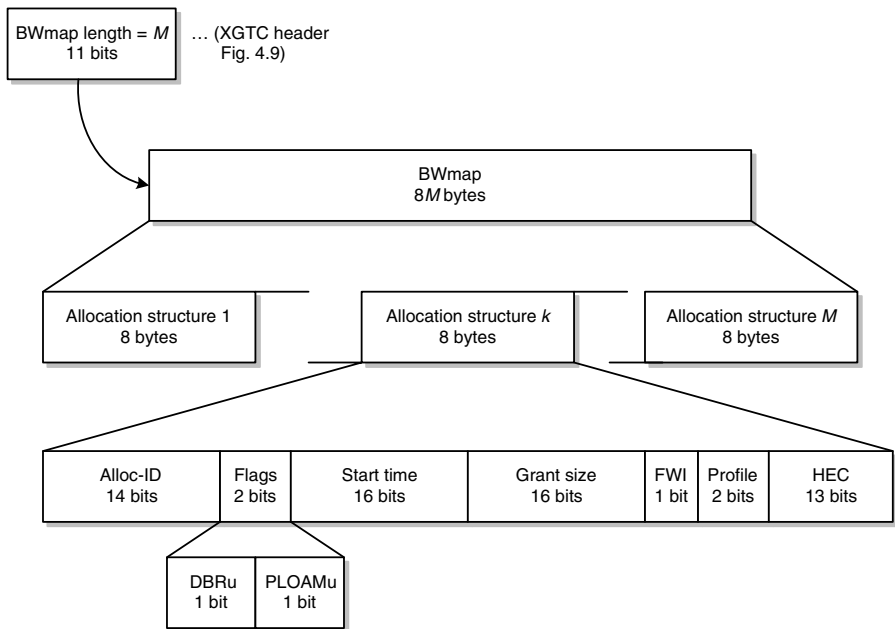 BWmap length = M
11 bits
… (XGTC header
Fig. 4.9)
BWmap
8M bytes
Allocation structure 1
8 bytes
Allocation structure k
8 bytes
Allocation structure M
8 bytes
Alloc-ID
14 bits
Flags
2 bits
Start time
16 bits
Grant size
16 bits
FWI
1 bit
Profile
2 bits
HEC
13 bits
DBRu
1 bit
PLOAMu
1 bit